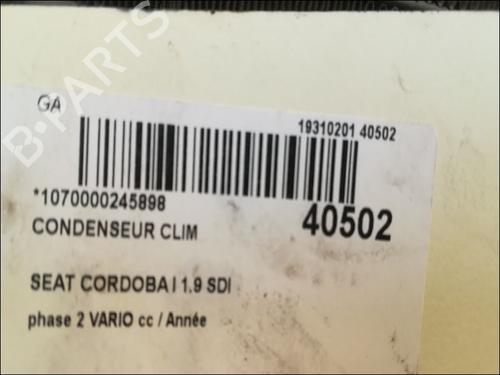 GA
19310201 40502
*1070000245898
40502
CONDENSEUR CLIM
SEAT CORDOBA I 1.9 SDI
phase 2 VARIO cc / Année
B-PARTS